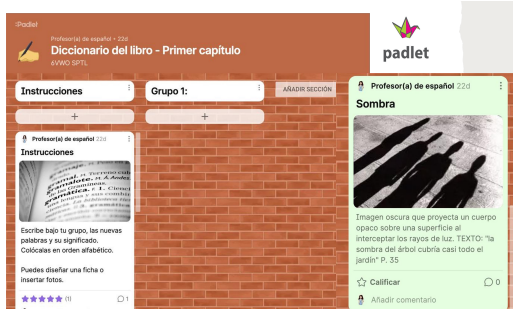 :Padlet
Profesor(a) de español • 22d
Diccionario del libro - Primer capítulo
6VWO SPTL
padlet
Instrucciones
Grupo 1:
AÑADIR SECCIÓN
Profesor(a) de español 22d
Instrucciones
gramática.
Escribe bajo tu grupo, las nuevas
palabras y su significado.
Colócalas en orden alfabético.
Puedes diseñar una ficha o
insertar fotos.
(1)
1
Profesor(a) de español 22d
Sombra
Imagen oscura que proyecta un cuerpo
opaco sobre una superficie al
interceptar los rayos de luz. TEXTO: "la
sombra del árbol cubría casi todo el
jardín" P. 35
Calificar
0
Añadir comentario